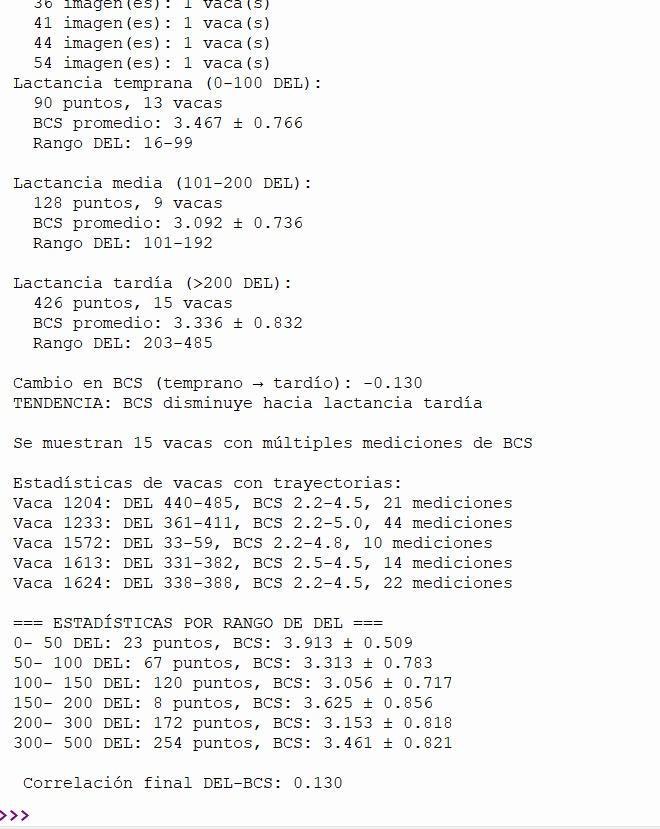 36 imagen(es): 1 vaca(s)
41 imagen(es): 1 vaca(s)
44 imagen(es): 1 vaca(s)
54 imagen(es): 1 vaca(s)
Lactancia temprana (0-100 DEL):
90 puntos, 13 vacas
BCS promedio: 3.467 ± 0.766
Rango DEL: 16-99
Lactancia media (101-200 DEL):
128 puntos, 9 vacas
BCS promedio: 3.092 ± 0.736
Rango DEL: 101-192
Lactancia tardía (>200 DEL):
426 puntos, 15 vacas
BCS promedio: 3.336 ± 0.832
Rango DEL: 203-485
Cambio en BCS (temprano → tardío): -0.130
TENDENCIA: BCS disminuye hacia lactancia tardía
Se muestran 15 vacas con múltiples mediciones de BCS
Estadísticas de vacas con trayectorias:
Vaca 1204: DEL 440-485, BCS 2.2-4.5, 21 mediciones
Vaca 1233: DEL 361-411, BCS 2.2-5.0, 44 mediciones
Vaca 1572: DEL 33-59, BCS 2.2-4.8, 10 mediciones
Vaca 1613: DEL 331-382, BCS 2.5-4.5, 14 mediciones
Vaca 1624: DEL 338-388, BCS 2.2-4.5, 22 mediciones
=== ESTADÍSTICAS POR RANGO DE DEL ===
0- 50 DEL: 23 puntos, BCS: 3.913 ± 0.509
50- 100 DEL: 67 puntos, BCS: 3.313 ± 0.783
100- 150 DEL: 120 puntos, BCS: 3.056 ± 0.717
150- 200 DEL: 8 puntos, BCS: 3.625 ± 0.856
200- 300 DEL: 172 puntos, BCS: 3.153 ± 0.818
300- 500 DEL: 254 puntos, BCS: 3.461 ± 0.821
Correlación final DEL-BCS: 0.130
>>>